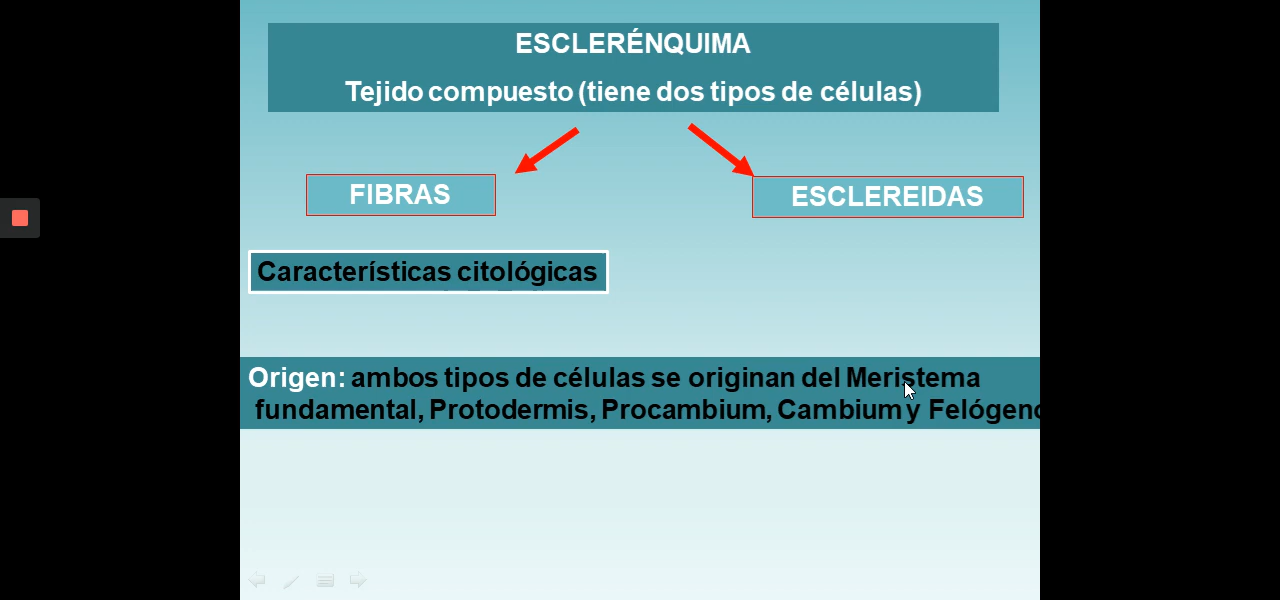 ESCLERÉNQUIMA
Tejido compuesto (tiene dos tipos de células)
FIBRAS
ESCLEREIDAS
Características citológicas
Origen: ambos tipos de células se originan del Meristema
fundamental, Protodermis, Procambium, Cambium y Felógeno